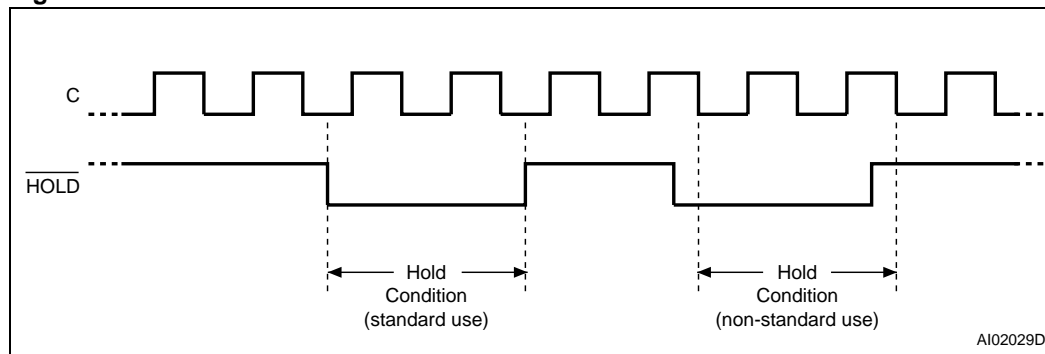 C
HOLD
Hold
Condition
(standard use)
Hold
Condition
(non-standard use)
AI02029D